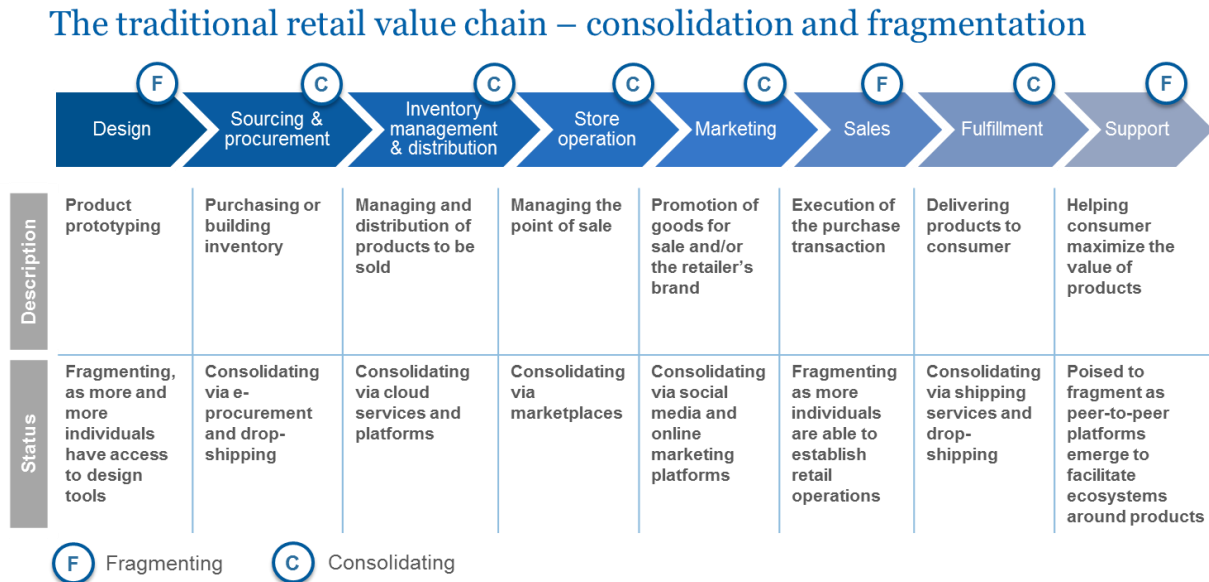 The traditional retail value chain – consolidation and fragmentation
F
C
C
C
C
F
C
F
Design
Sourcing &
procurement
Inventory
management
& distribution
Store
operation
Marketing
Sales
Fulfillment
Support
Description
Product
prototyping
Purchasing or
building
inventory
Managing and
distribution of
products to be
sold
Managing the
point of sale
Promotion of
goods for
sale and/or
the retailer's
brand
Execution of
the purchase
transaction
Delivering
products to
consumer
Helping
consumer
maximize the
value of
products
Status
Fragmenting,
as more and
more
individuals
have access
to design
tools
Consolidating
via e-
procurement
and drop-
shipping
Consolidating
via cloud
services and
platforms
Consolidating
via
marketplaces
Consolidating
via social
media and
online
marketing
platforms
Fragmenting
as more
individuals
are able to
establish
retail
operations
Consolidating
via shipping
services and
drop-
shipping
Poised to
fragment as
peer-to-peer
platforms
emerge to
facilitate
ecosystems
around products
F Fragmenting
C Consolidating